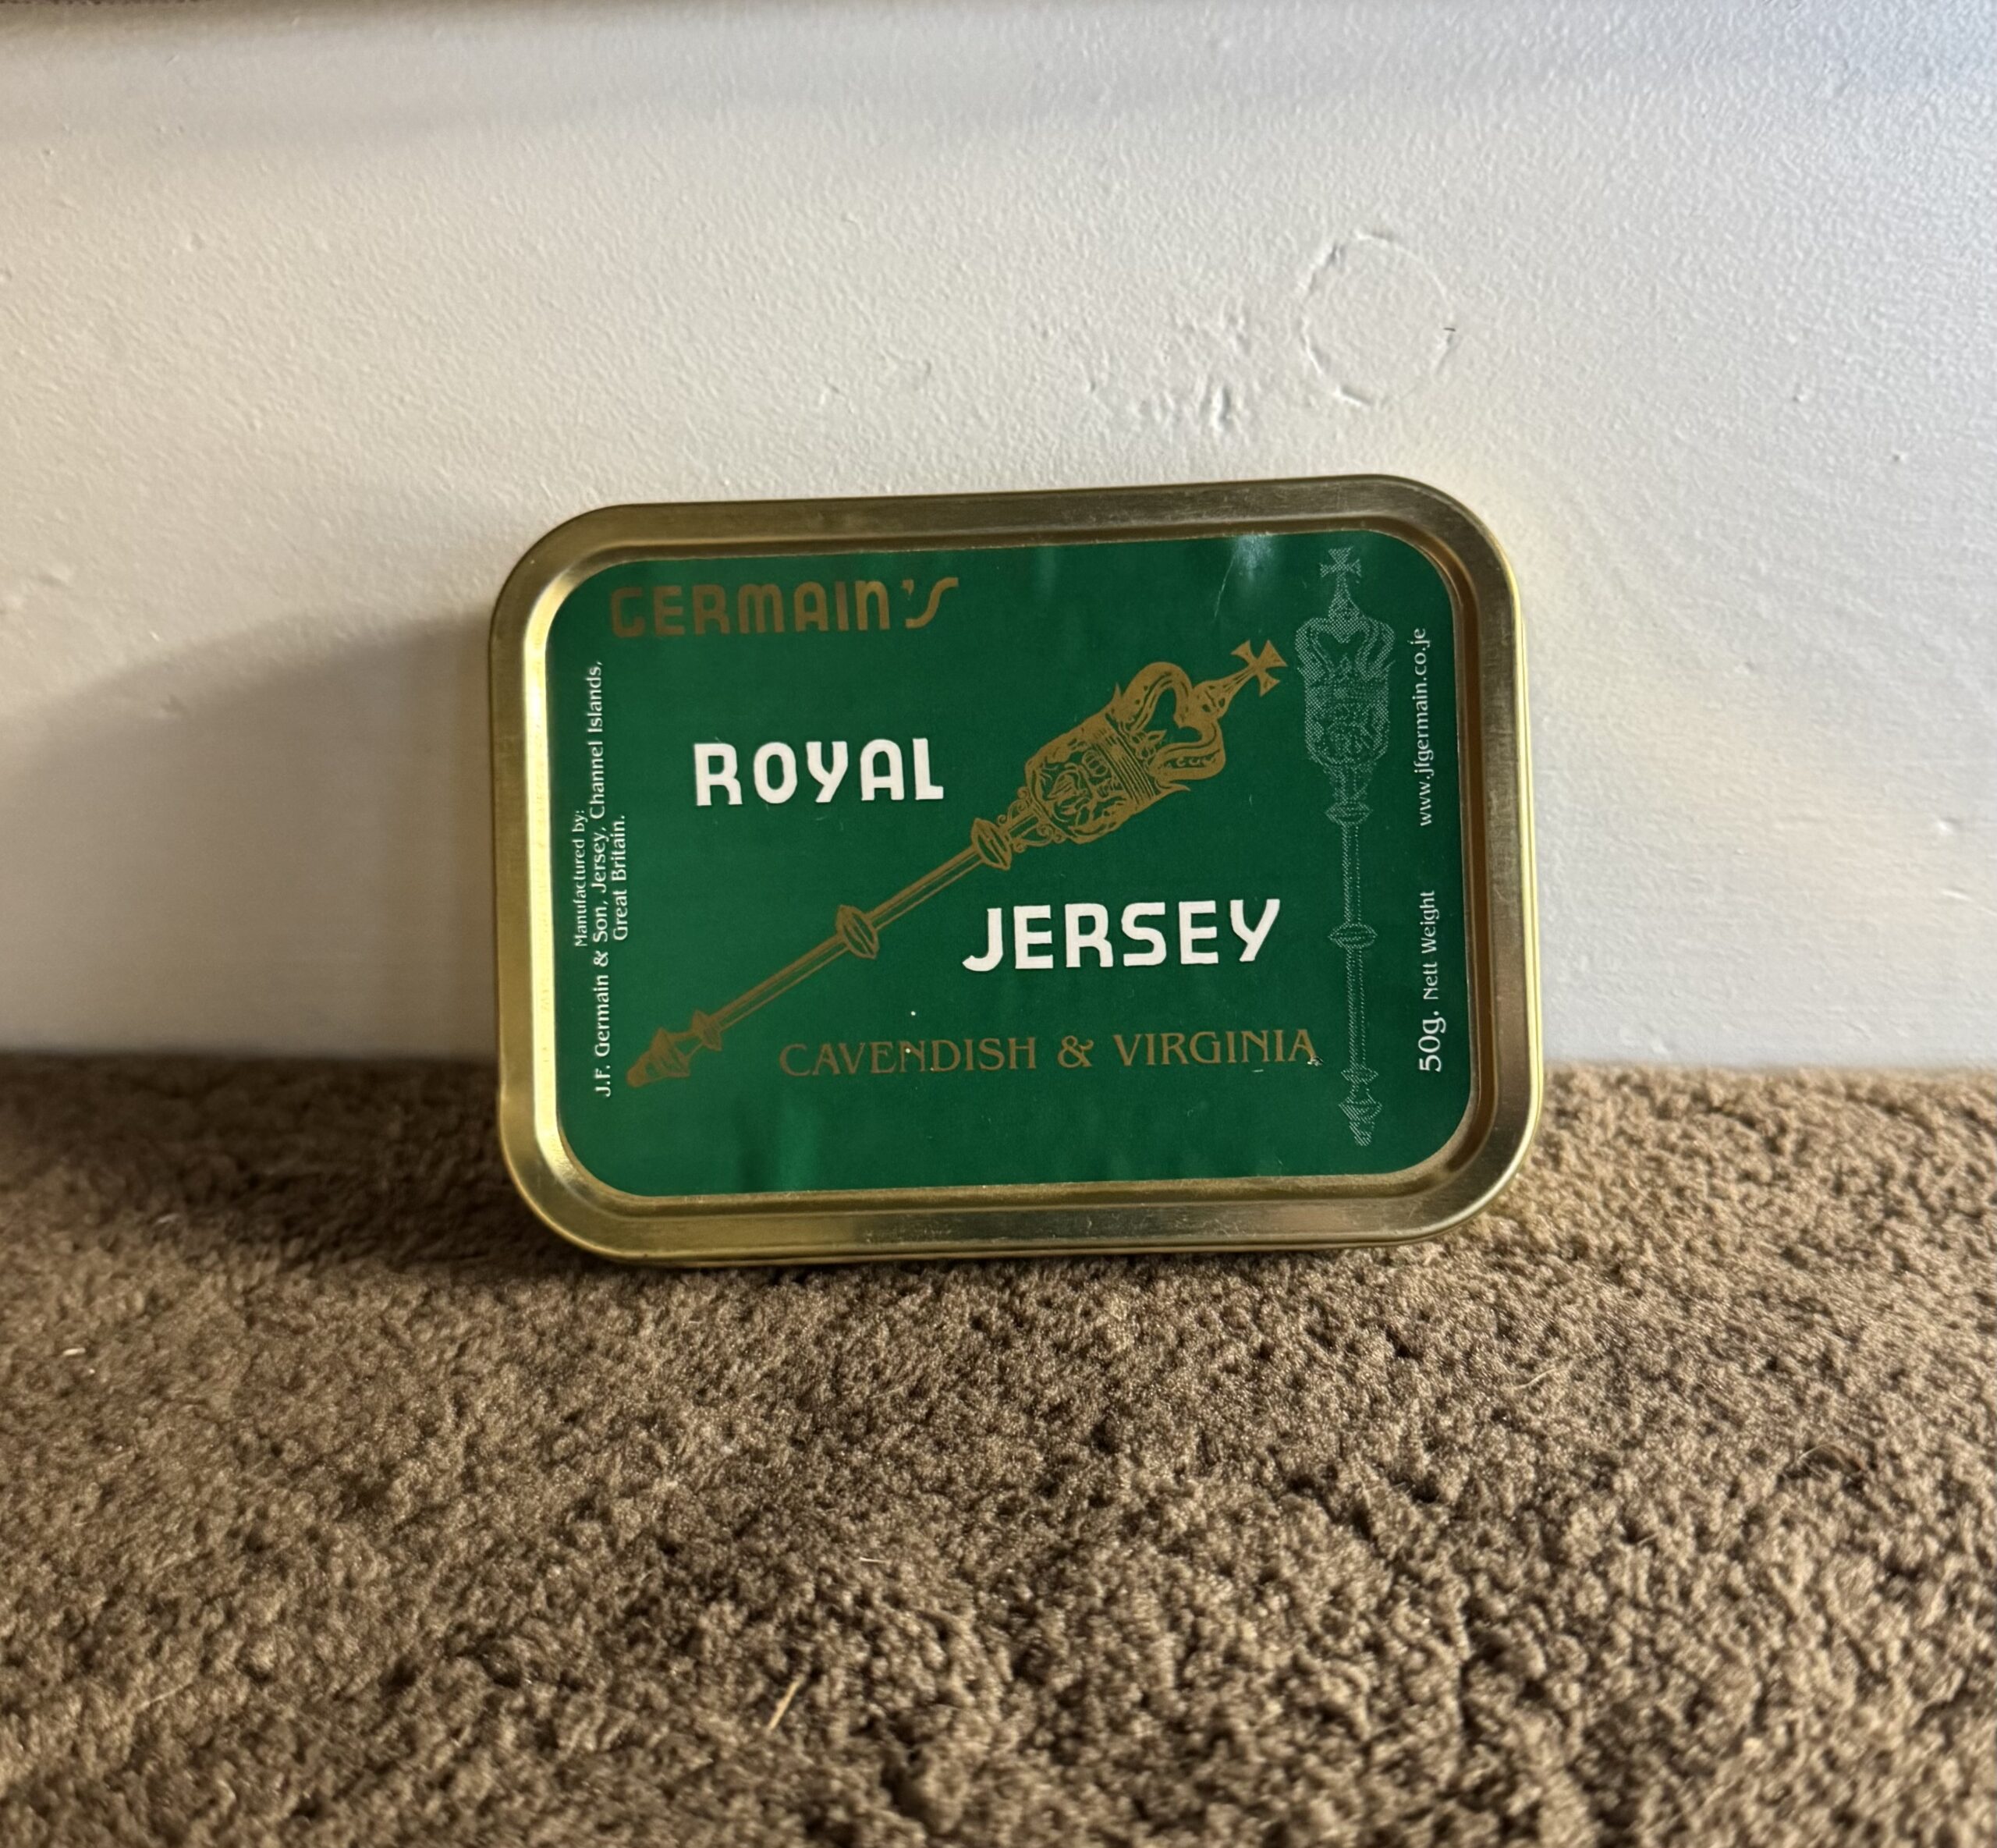 GERMAIN'S
ROYAL
JERSEY
CAVENDISH & VIRGINIA
Manufactured by:
J.F. Germain & Son, Jersey, Channel Islands,
Great Britain.
50g. Nett Weight
www.jfgermain.co.je